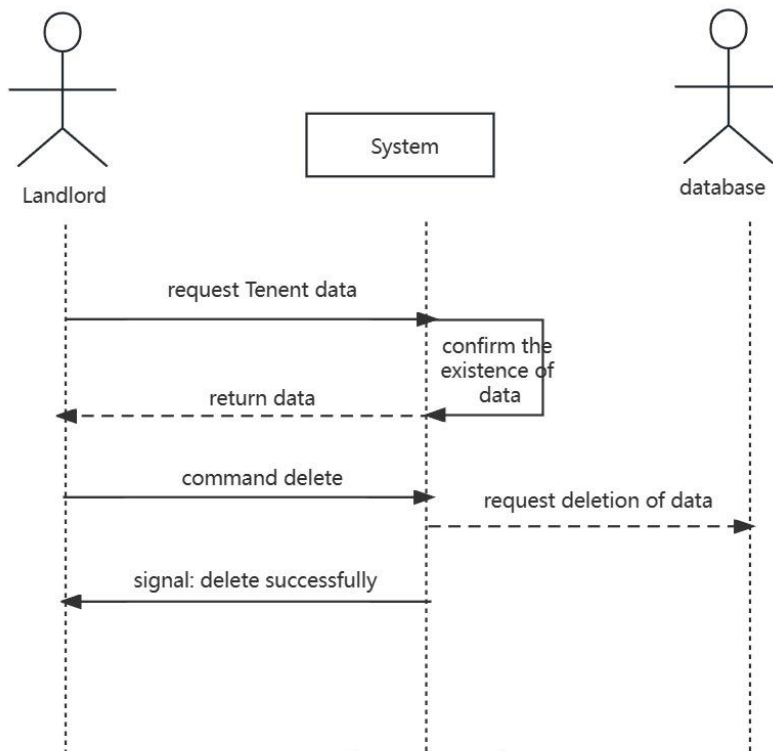 System
Landlord
database
request Tenent data
confirm the
existence of
data
return data
command delete
request deletion of data
signal: delete successfully